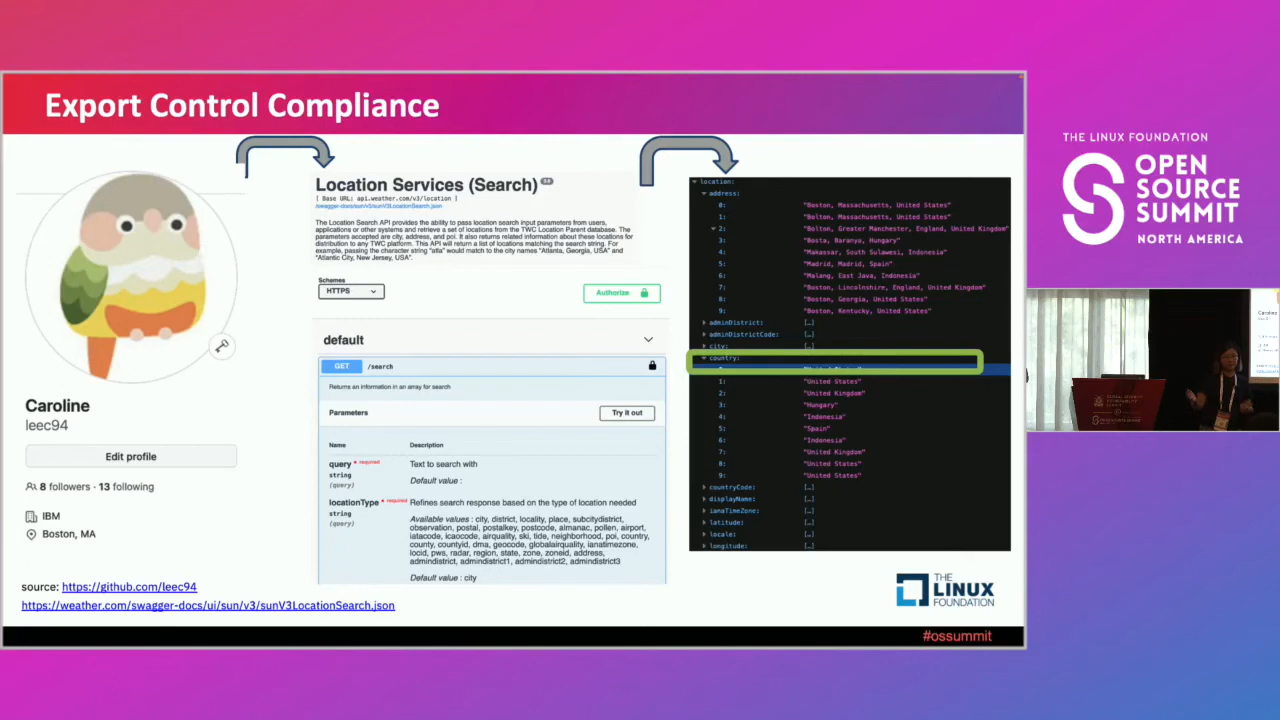 Export Control Compliance
Caroline
leec94
Edit profile
8 followers · 13 following
IBM
Boston, MA
source: https://github.com/leec94
https://weather.com/swagger-docs/ui/sun/v3/sunV3LocationSearch.json
Location Services (Search)
[ Base URL: api.weather.com/v3/location ]
/swagger-docs/sun/v3/sunV3LocationSearch.json
The Location Search API provides the ability to pass location search input parameters from users,
applications or other systems and retrieve a set of locations from the TWC Location Parent database. The
parameters accepted are city, address, and poi. It also returns related information about these locations for
distribution to any TWC platform. This API will return a list of locations matching the search string. For
example, passing the character string "atla" would match to the city names "Atlanta, Georgia, USA" and
"Atlantic City, New Jersey, USA".
Schemes
HTTPS
Authorize
default
GET /search
Returns an information in an array for search
Parameters
Try it out
Name Description
query * required Text to search with
string
(query) Default value :
locationType * required Refines search response based on the type of location needed
string
(query) Available values : city, district, locality, place, subcitydistrict,
observation, postal, postalkey, postcode, almanac, pollen, airport,
iatacode, icaocode, airquality, ski, tide, neighborhood, poi, country,
county, countyid, dma, geocode, globalairquality, ianatimezone,
locid, pws, radar, region, state, zone, zoneid, address,
admindistrict, admindistrict1, admindistrict2, admindistrict3
Default value : city
location:
address:
0: "Boston, Massachusetts, United States"
1: "Bolton, Massachusetts, United States"
2: "Bolton, Greater Manchester, England, United Kingdom"
3: "Bosta, Baranya, Hungary"
4: "Makassar, South Sulawesi, Indonesia"
5: "Madrid, Madrid, Spain"
6: "Malang, East Java, Indonesia"
7: "Boston, Lincolnshire, England, United Kingdom"
8: "Boston, Georgia, United States"
9: "Boston, Kentucky, United States"
adminDistrict: […]
adminDistrictCode: […]
city: […]
country:
1: "United States"
2: "United Kingdom"
3: "Hungary"
4: "Indonesia"
5: "Spain"
6: "Indonesia"
7: "United Kingdom"
8: "United States"
9: "United States"
countryCode: […]
displayName: […]
ianaTimeZone: […]
latitude: […]
locale: […]
longitude: […]
THE
LINUX
FOUNDATION
#ossummit
THE LINUX FOUNDATION
OPEN
SOURCE
SUMMIT
NORTH AMERICA
Caroline